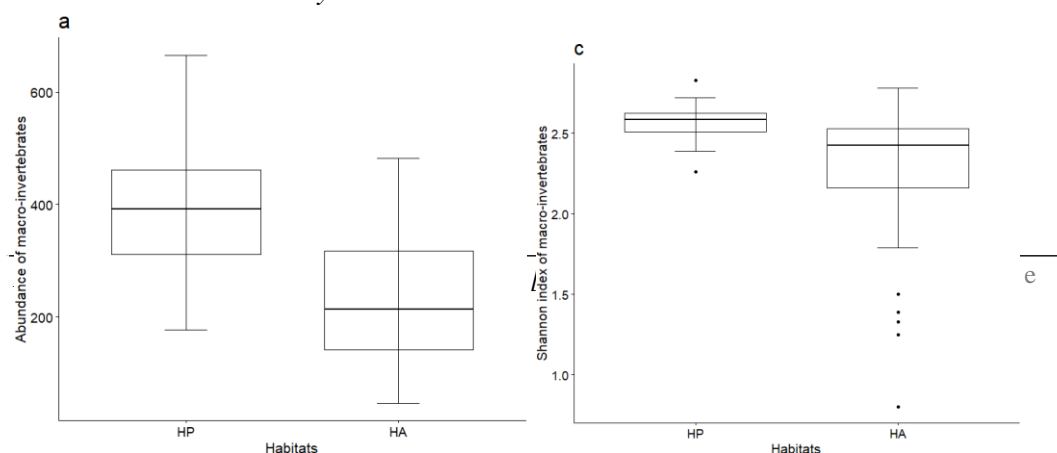 a
Abundance of macro-invertebrates
600
400
200
HP HA
Habitats
c
Shannon index of macro-invertebrates
2.5
2.0
1.5
1.0
HP HA
Habitats
e